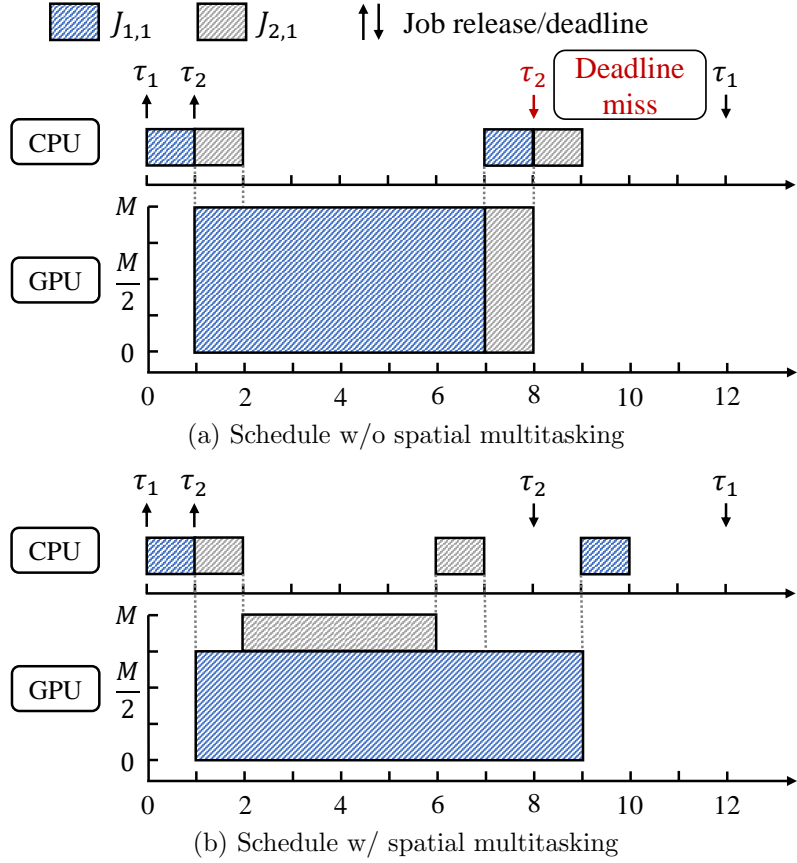 J1,1 J2,1 Job release/deadline
τ1 τ2 τ2 Deadline miss τ1
CPU
M
GPU M/2
0
0 2 4 6 8 10 12
(a) Schedule w/o spatial multitasking
τ1 τ2 τ2 τ1
CPU
M
GPU M/2
0
0 2 4 6 8 10 12
(b) Schedule w/ spatial multitasking